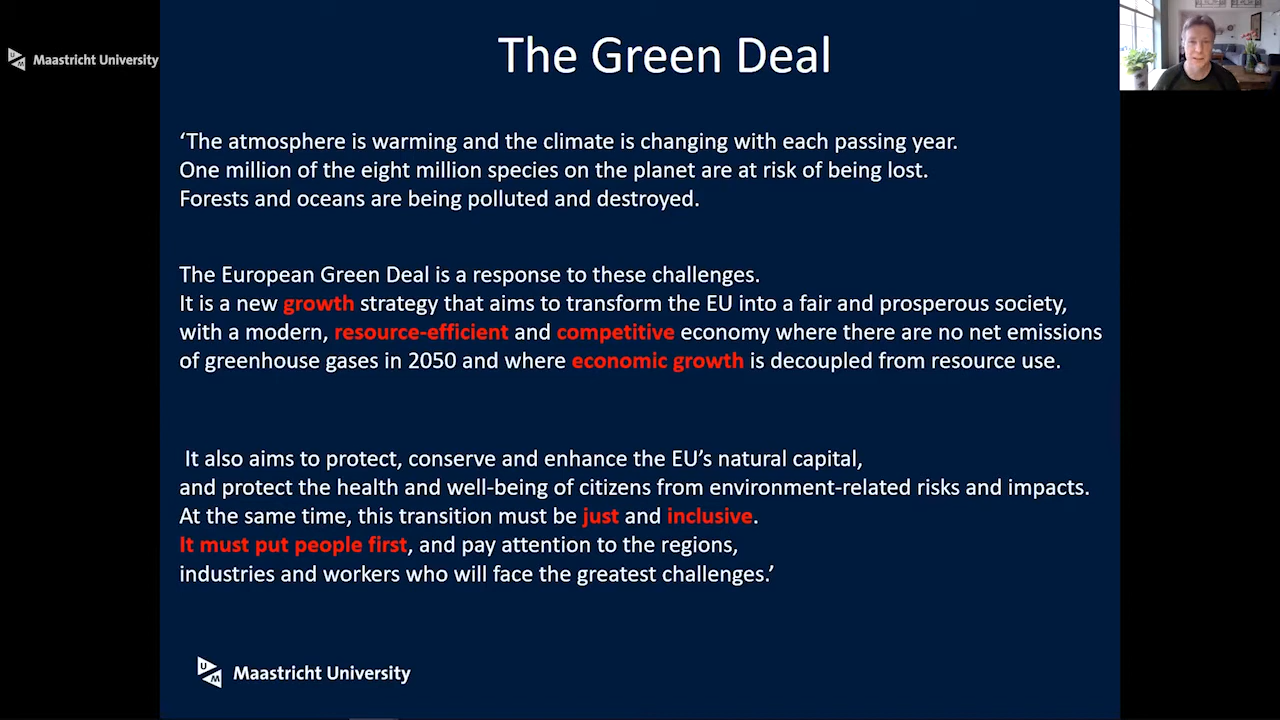 The Green Deal
Maastricht University
‘The atmosphere is warming and the climate is changing with each passing year.
One million of the eight million species on the planet are at risk of being lost.
Forests and oceans are being polluted and destroyed.
The European Green Deal is a response to these challenges.
It is a new growth strategy that aims to transform the EU into a fair and prosperous society,
with a modern, resource-efficient and competitive economy where there are no net emissions
of greenhouse gases in 2050 and where economic growth is decoupled from resource use.
It also aims to protect, conserve and enhance the EU’s natural capital,
and protect the health and well-being of citizens from environment-related risks and impacts.
At the same time, this transition must be just and inclusive.
It must put people first, and pay attention to the regions,
industries and workers who will face the greatest challenges.’
Maastricht University